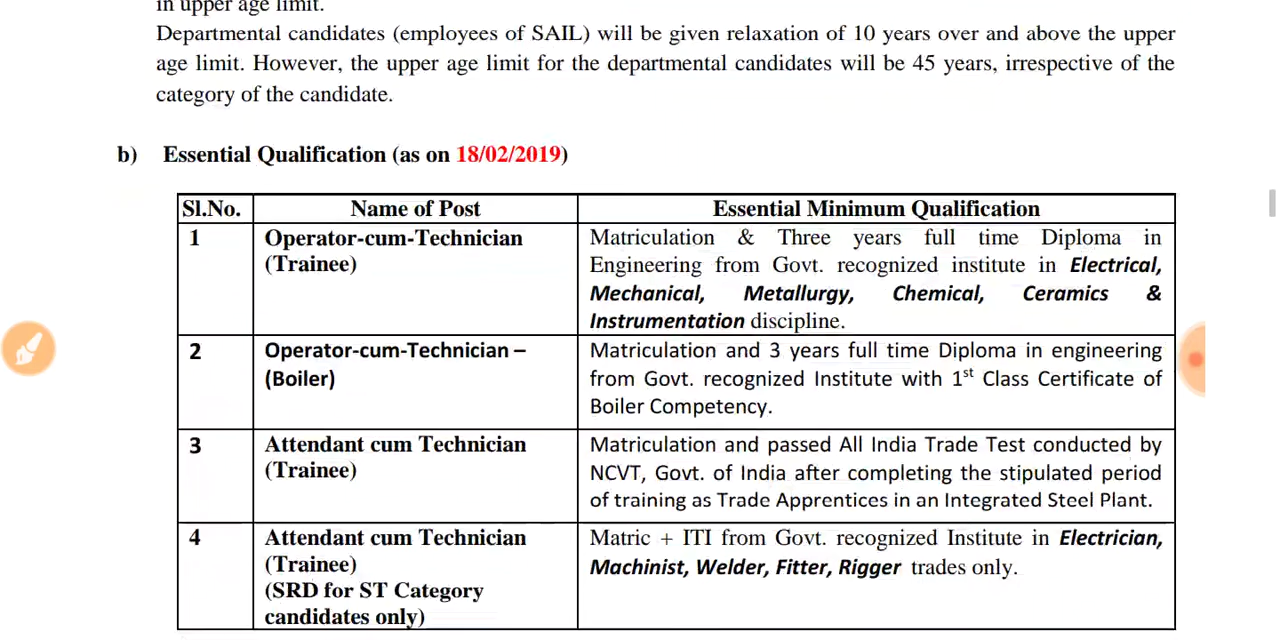 in upper age limit.
Departmental candidates (employees of SAIL) will be given relaxation of 10 years over and above the upper
age limit. However, the upper age limit for the departmental candidates will be 45 years, irrespective of the
category of the candidate.
b) Essential Qualification (as on 18/02/2019)
Sl.No. Name of Post Essential Minimum Qualification
1 Operator-cum-Technician Matriculation & Three years full time Diploma in
(Trainee) Engineering from Govt. recognized institute in Electrical,
Mechanical, Metallurgy, Chemical, Ceramics &
Instrumentation discipline.
2 Operator-cum-Technician – Matriculation and 3 years full time Diploma in engineering
(Boiler) from Govt. recognized Institute with 1st Class Certificate of
Boiler Competency.
3 Attendant cum Technician Matriculation and passed All India Trade Test conducted by
(Trainee) NCVT, Govt. of India after completing the stipulated period
of training as Trade Apprentices in an Integrated Steel Plant.
4 Attendant cum Technician Matric + ITI from Govt. recognized Institute in Electrician,
(Trainee) Machinist, Welder, Fitter, Rigger trades only.
(SRD for ST Category
candidates only)